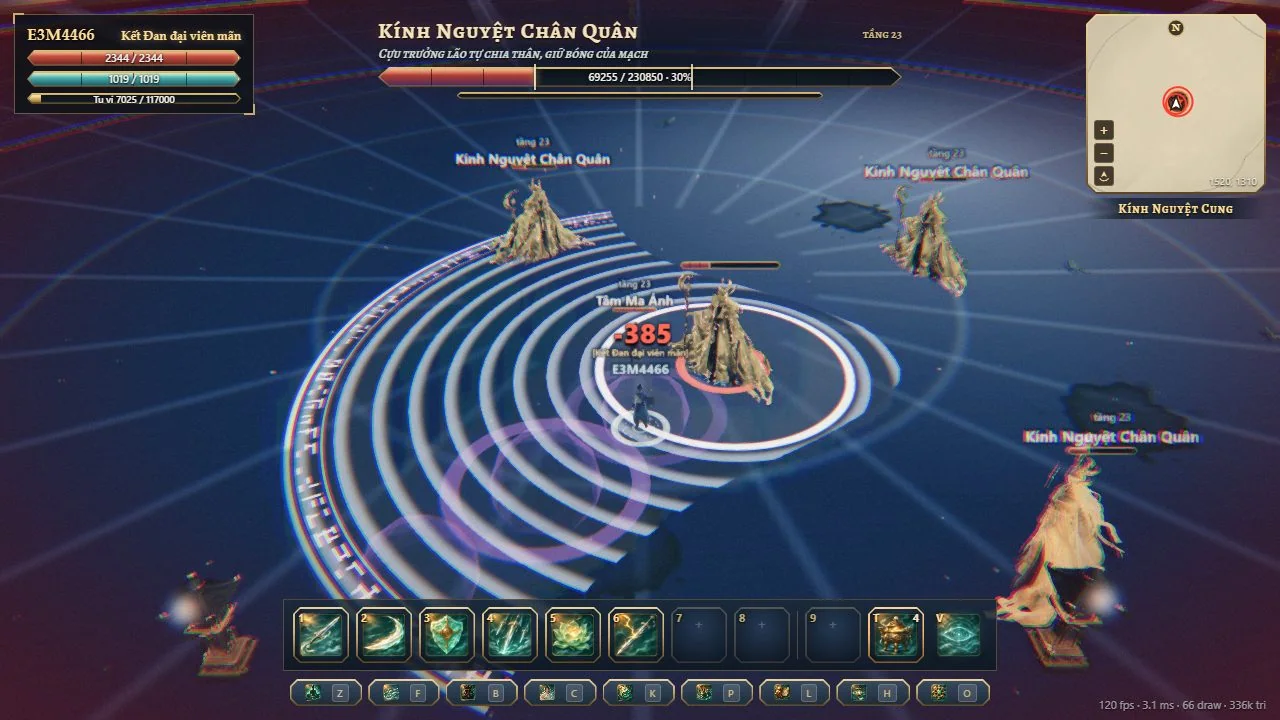 E3M4466 Kết Đan đại viên mãn
2344 / 2344
1019 / 1019
Tu vi 7025 / 117000
Kính Nguyệt Chân Quân
Tầng 23
Cựu trưởng lão tự chia thân, giữ bóng của mạch
69255 / 230850 · 30%
N
+
−
1520, 1310
Kính Nguyệt Cung
tầng 23
Kính Nguyệt Chân Quân
tầng 23
Kính Nguyệt Chân Quân
tầng 23
Tâm Ma Ảnh
-385
[Kết Đan đại viên mãn]
E3M4466
tầng 23
Kính Nguyệt Chân Quân
1 2 3 4 5 6 7 8 9 T 4 V
+ + +
Z F B C K P L H O
120 fps · 3.1 ms · 66 draw · 336k tri